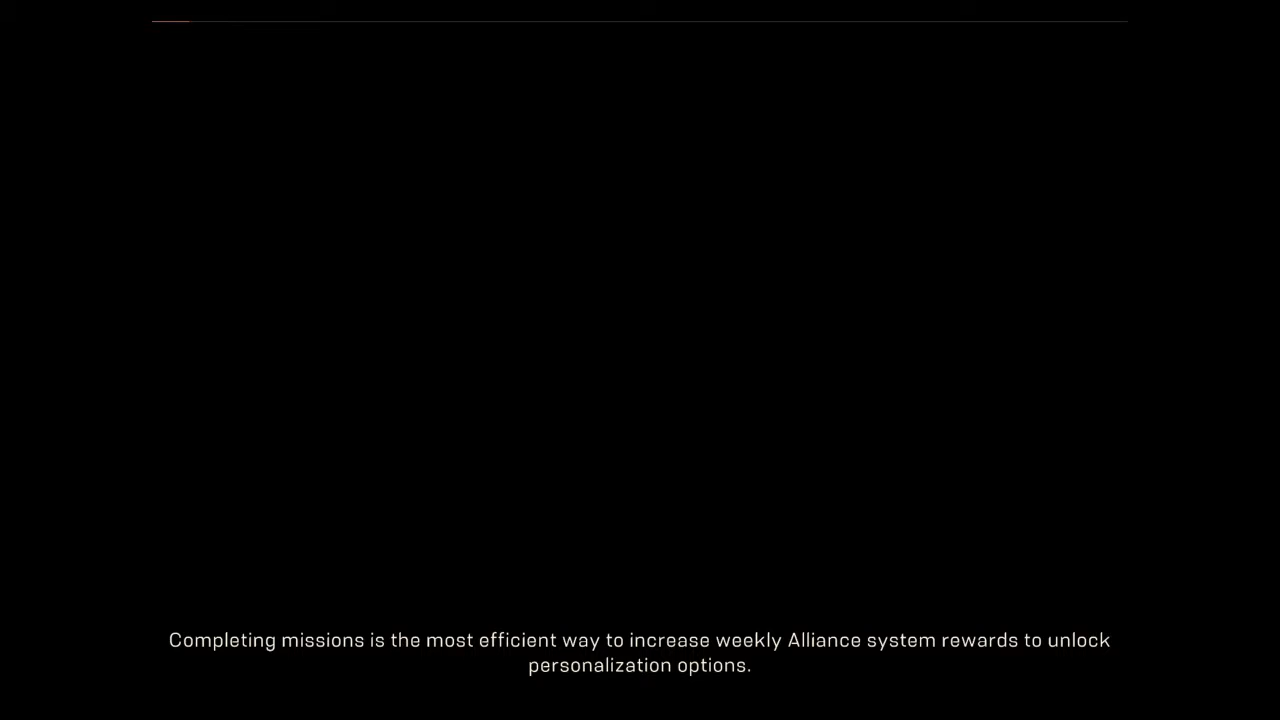 Completing missions is the most efficient way to increase weekly Alliance system rewards to unlock
personalization options.